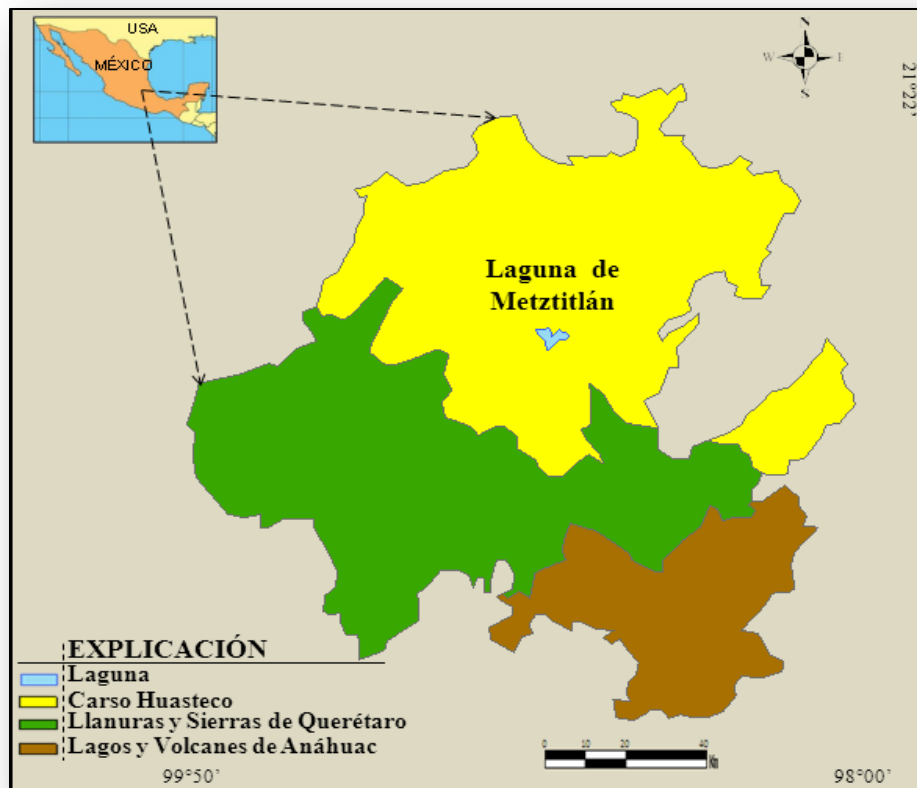 USA
MÉXICO
N
W E
S
21°22'
Laguna de
Metztitlán
EXPLICACIÓN
Laguna
Carso Huasteco
Llanuras y Sierras de Querétaro
Lagos y Volcanes de Anáhuac
0 10 20 40
Km
99°50'
98°00'